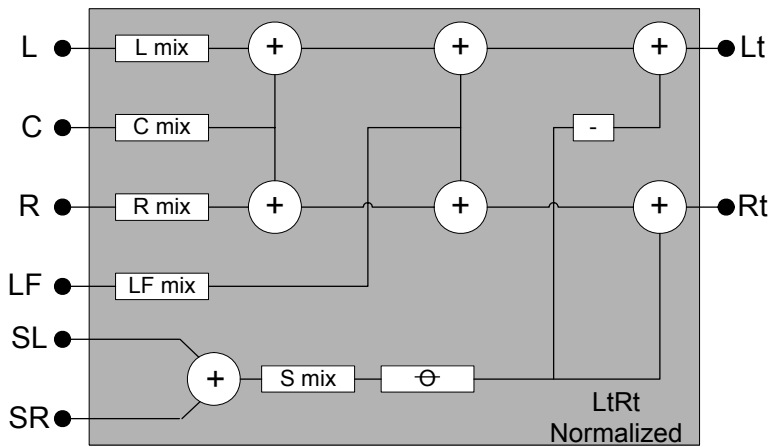 L
L mix
+
+
+
Lt
C
C mix
-
R
R mix
+
+
+
Rt
LF
LF mix
SL
+
S mix
Θ
SR
LtRt
Normalized